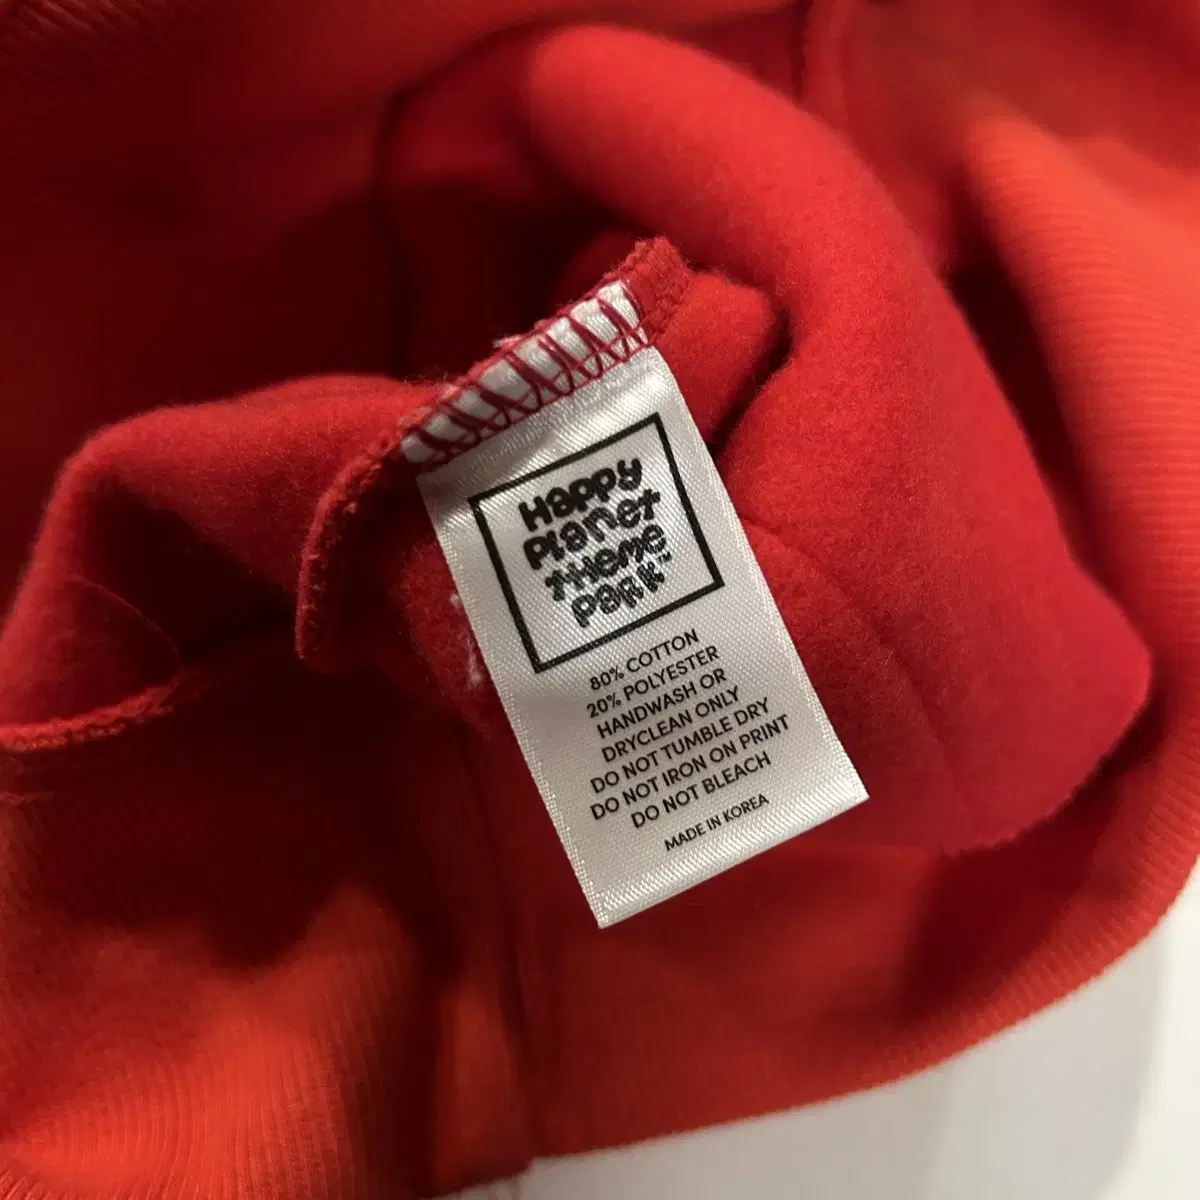 Happy
Planet
tHeme
park
80% COTTON
20% POLYESTER
HANDWASH OR
DRYCLEAN ONLY
DO NOT TUMBLE DRY
DO NOT IRON ON PRINT
DO NOT BLEACH
MADE IN KOREA